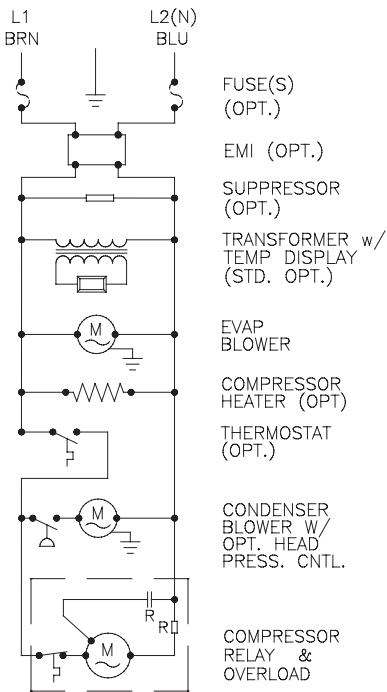 L1
BRN
L2(N)
BLU
FUSE(S)
(OPT.)
EMI (OPT.)
SUPPRESSOR
(OPT.)
TRANSFORMER w/
TEMP DISPLAY
(STD. OPT.)
M
EVAP
BLOWER
COMPRESSOR
HEATER (OPT)
THERMOSTAT
(OPT.)
M
CONDENSER
BLOWER W/
OPT. HEAD
PRESS. CNTL.
R
R
M
COMPRESSOR
RELAY &
OVERLOAD